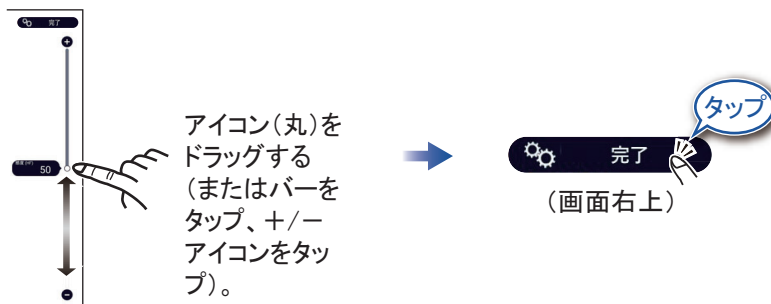 完了
50
アイコン（丸）を
ドラッグする
（またはバーを
タップ、＋/－
アイコンをタッ
プ）。
タップ
完了
（画面右上）